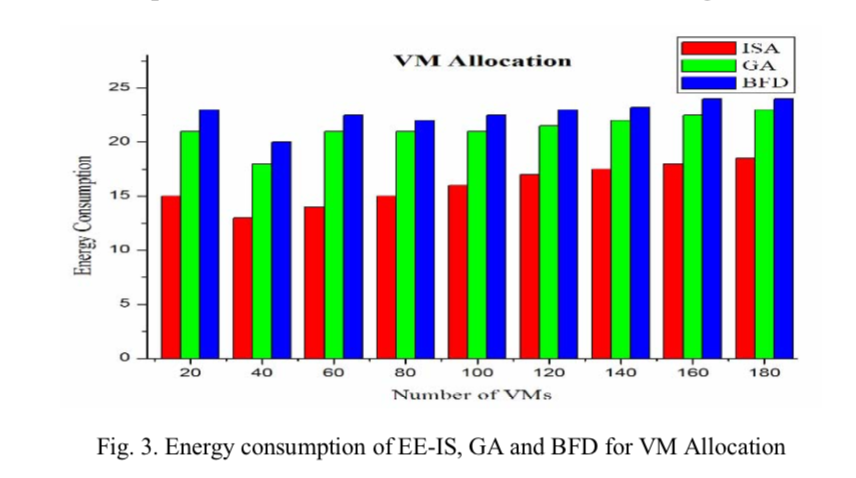 VM Allocation
ISA
GA
BFD
Energy Consumption
25
20
15
10
5
0
20 40 60 80 100 120 140 160 180
Number of VMs
Fig. 3. Energy consumption of EE-IS, GA and BFD for VM Allocation